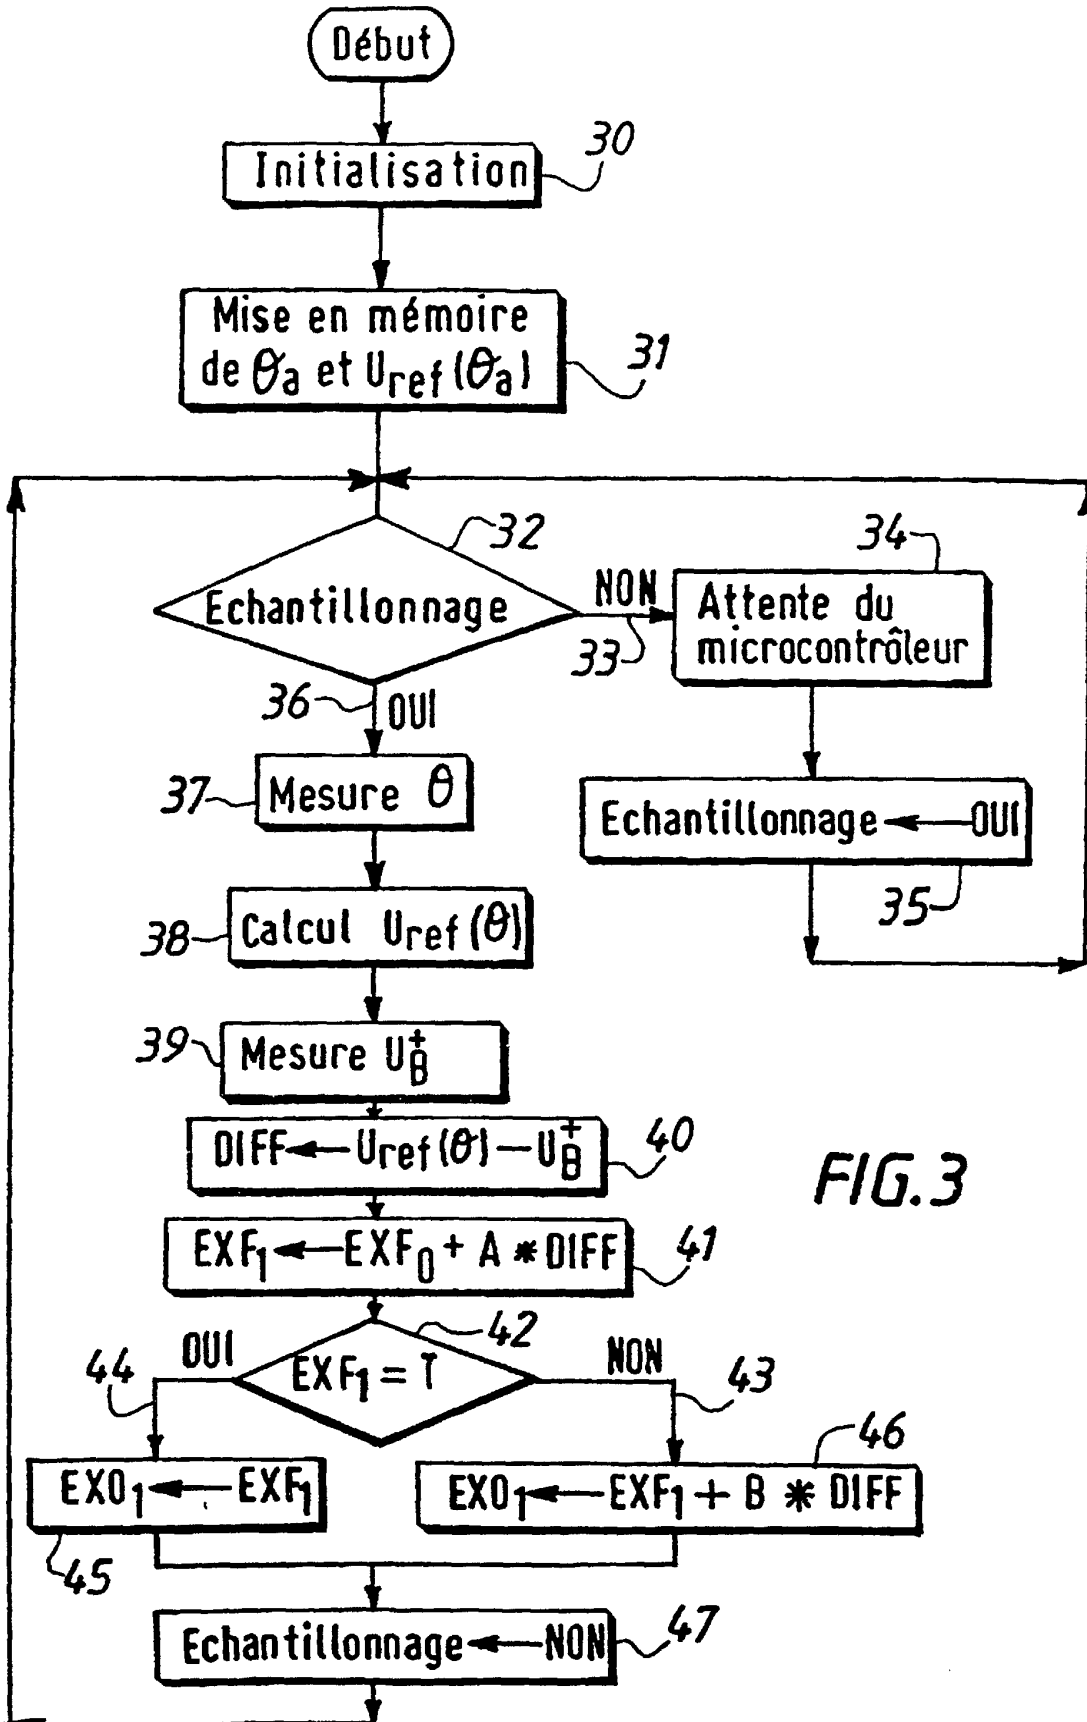 Début
30
Initialisation
Mise en mémoire
de θa et Uref(θa)
31
32
Echantillonnage
NON
33
34
Attente du
microcontrôleur
36
OUI
37
Mesure θ
Echantillonnage ← OUI
35
38
Calcul Uref(θ)
39
Mesure U_B^+
DIFF ← Uref(θ) – U_B^+
40
FIG.3
EXF₁ ← EXF₀ + A * DIFF
41
42
OUI
NON
EXF₁ = T
44
43
46
EXO₁ ← EXF₁
EXO₁ ← EXF₁ + B * DIFF
45
Echantillonnage ← NON
47